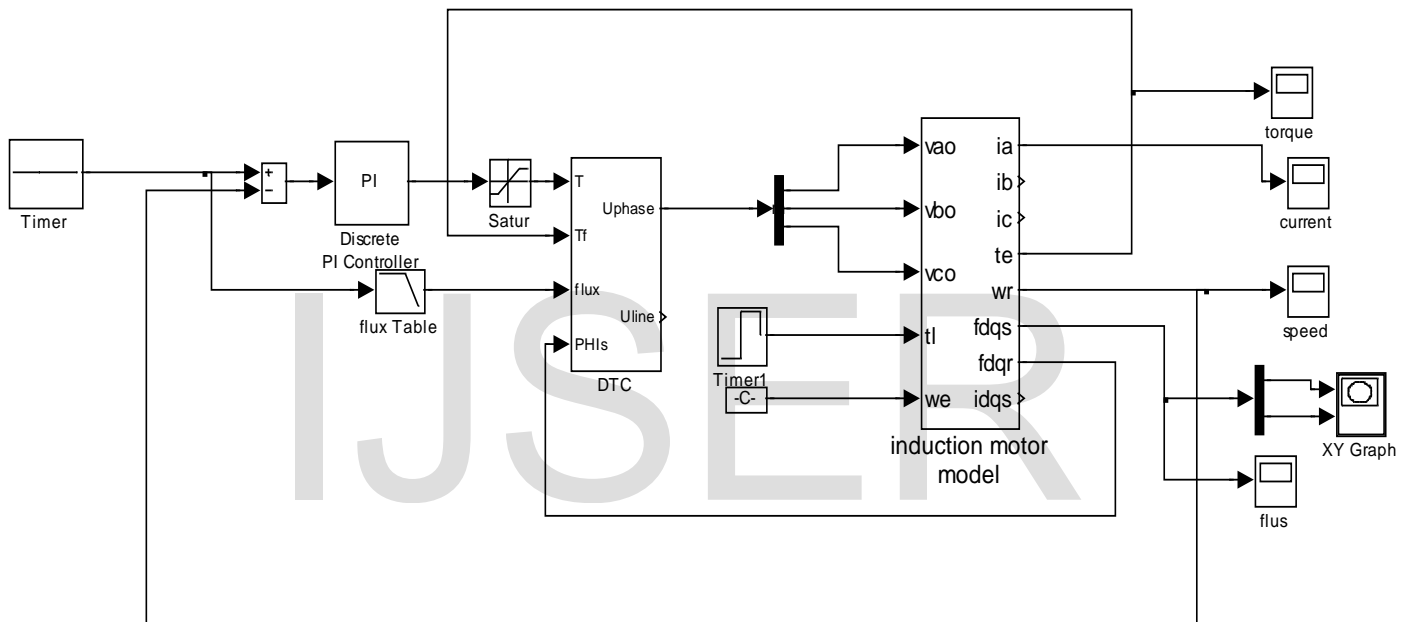 Timer
+
−
PI
Discrete
PI Controller
flux Table
Satur
T
Tf
flux
PHIs
Uphase
Uline
DTC
Timer1
-C-
vao
vbo
vco
tl
we
ia
ib
ic
te
wr
fdqs
fdqr
idqs
induction motor
model
torque
current
speed
XY Graph
flus
IJSER